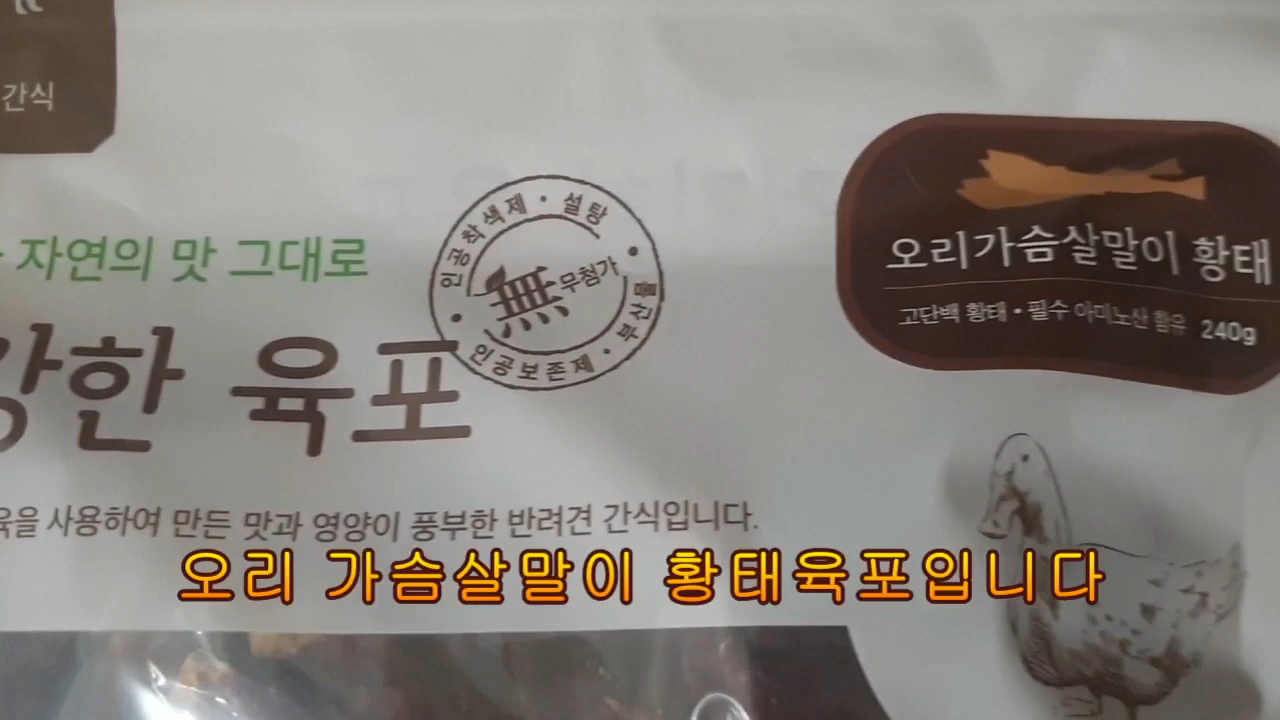 간식
자연의 맛 그대로
인공착색제 · 설탕 · 부산물 · 인공보존제 ·
無 무첨가
강한 육포
육을 사용하여 만든 맛과 영양이 풍부한 반려견 간식입니다.
오리가슴살말이 황태
고단백 황태 • 필수 아미노산 함유 240g
오리 가슴살말이 황태육포입니다